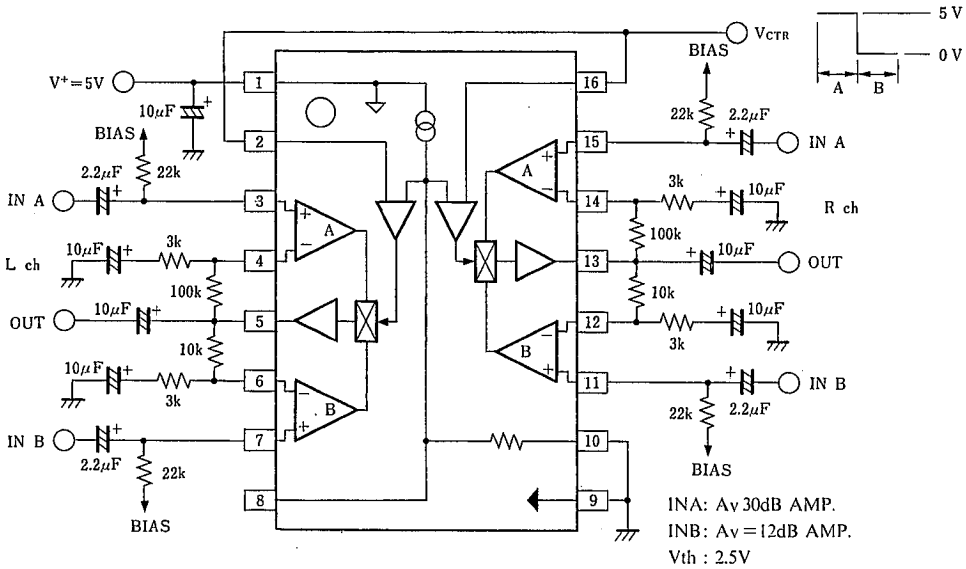 5 V
0 V
A
B
VCTR
V+=5V
10μF
+
BIAS
2.2μF
+
22k
IN A
L ch
10μF
+
3k
100k
OUT
10μF
+
10k
10μF
+
3k
IN B
2.2μF
+
22k
BIAS
1
2
3
4
5
6
7
8
+
−
A
−
+
B
16
15
14
13
12
11
10
9
+
−
A
−
+
B
BIAS
22k
2.2μF
+
IN A
3k
10μF
+
R ch
100k
10μF
+
OUT
10k
3k
10μF
+
IN B
+
2.2μF
22k
BIAS
INA: Av 30dB AMP.
INB: Av=12dB AMP.
Vth : 2.5V